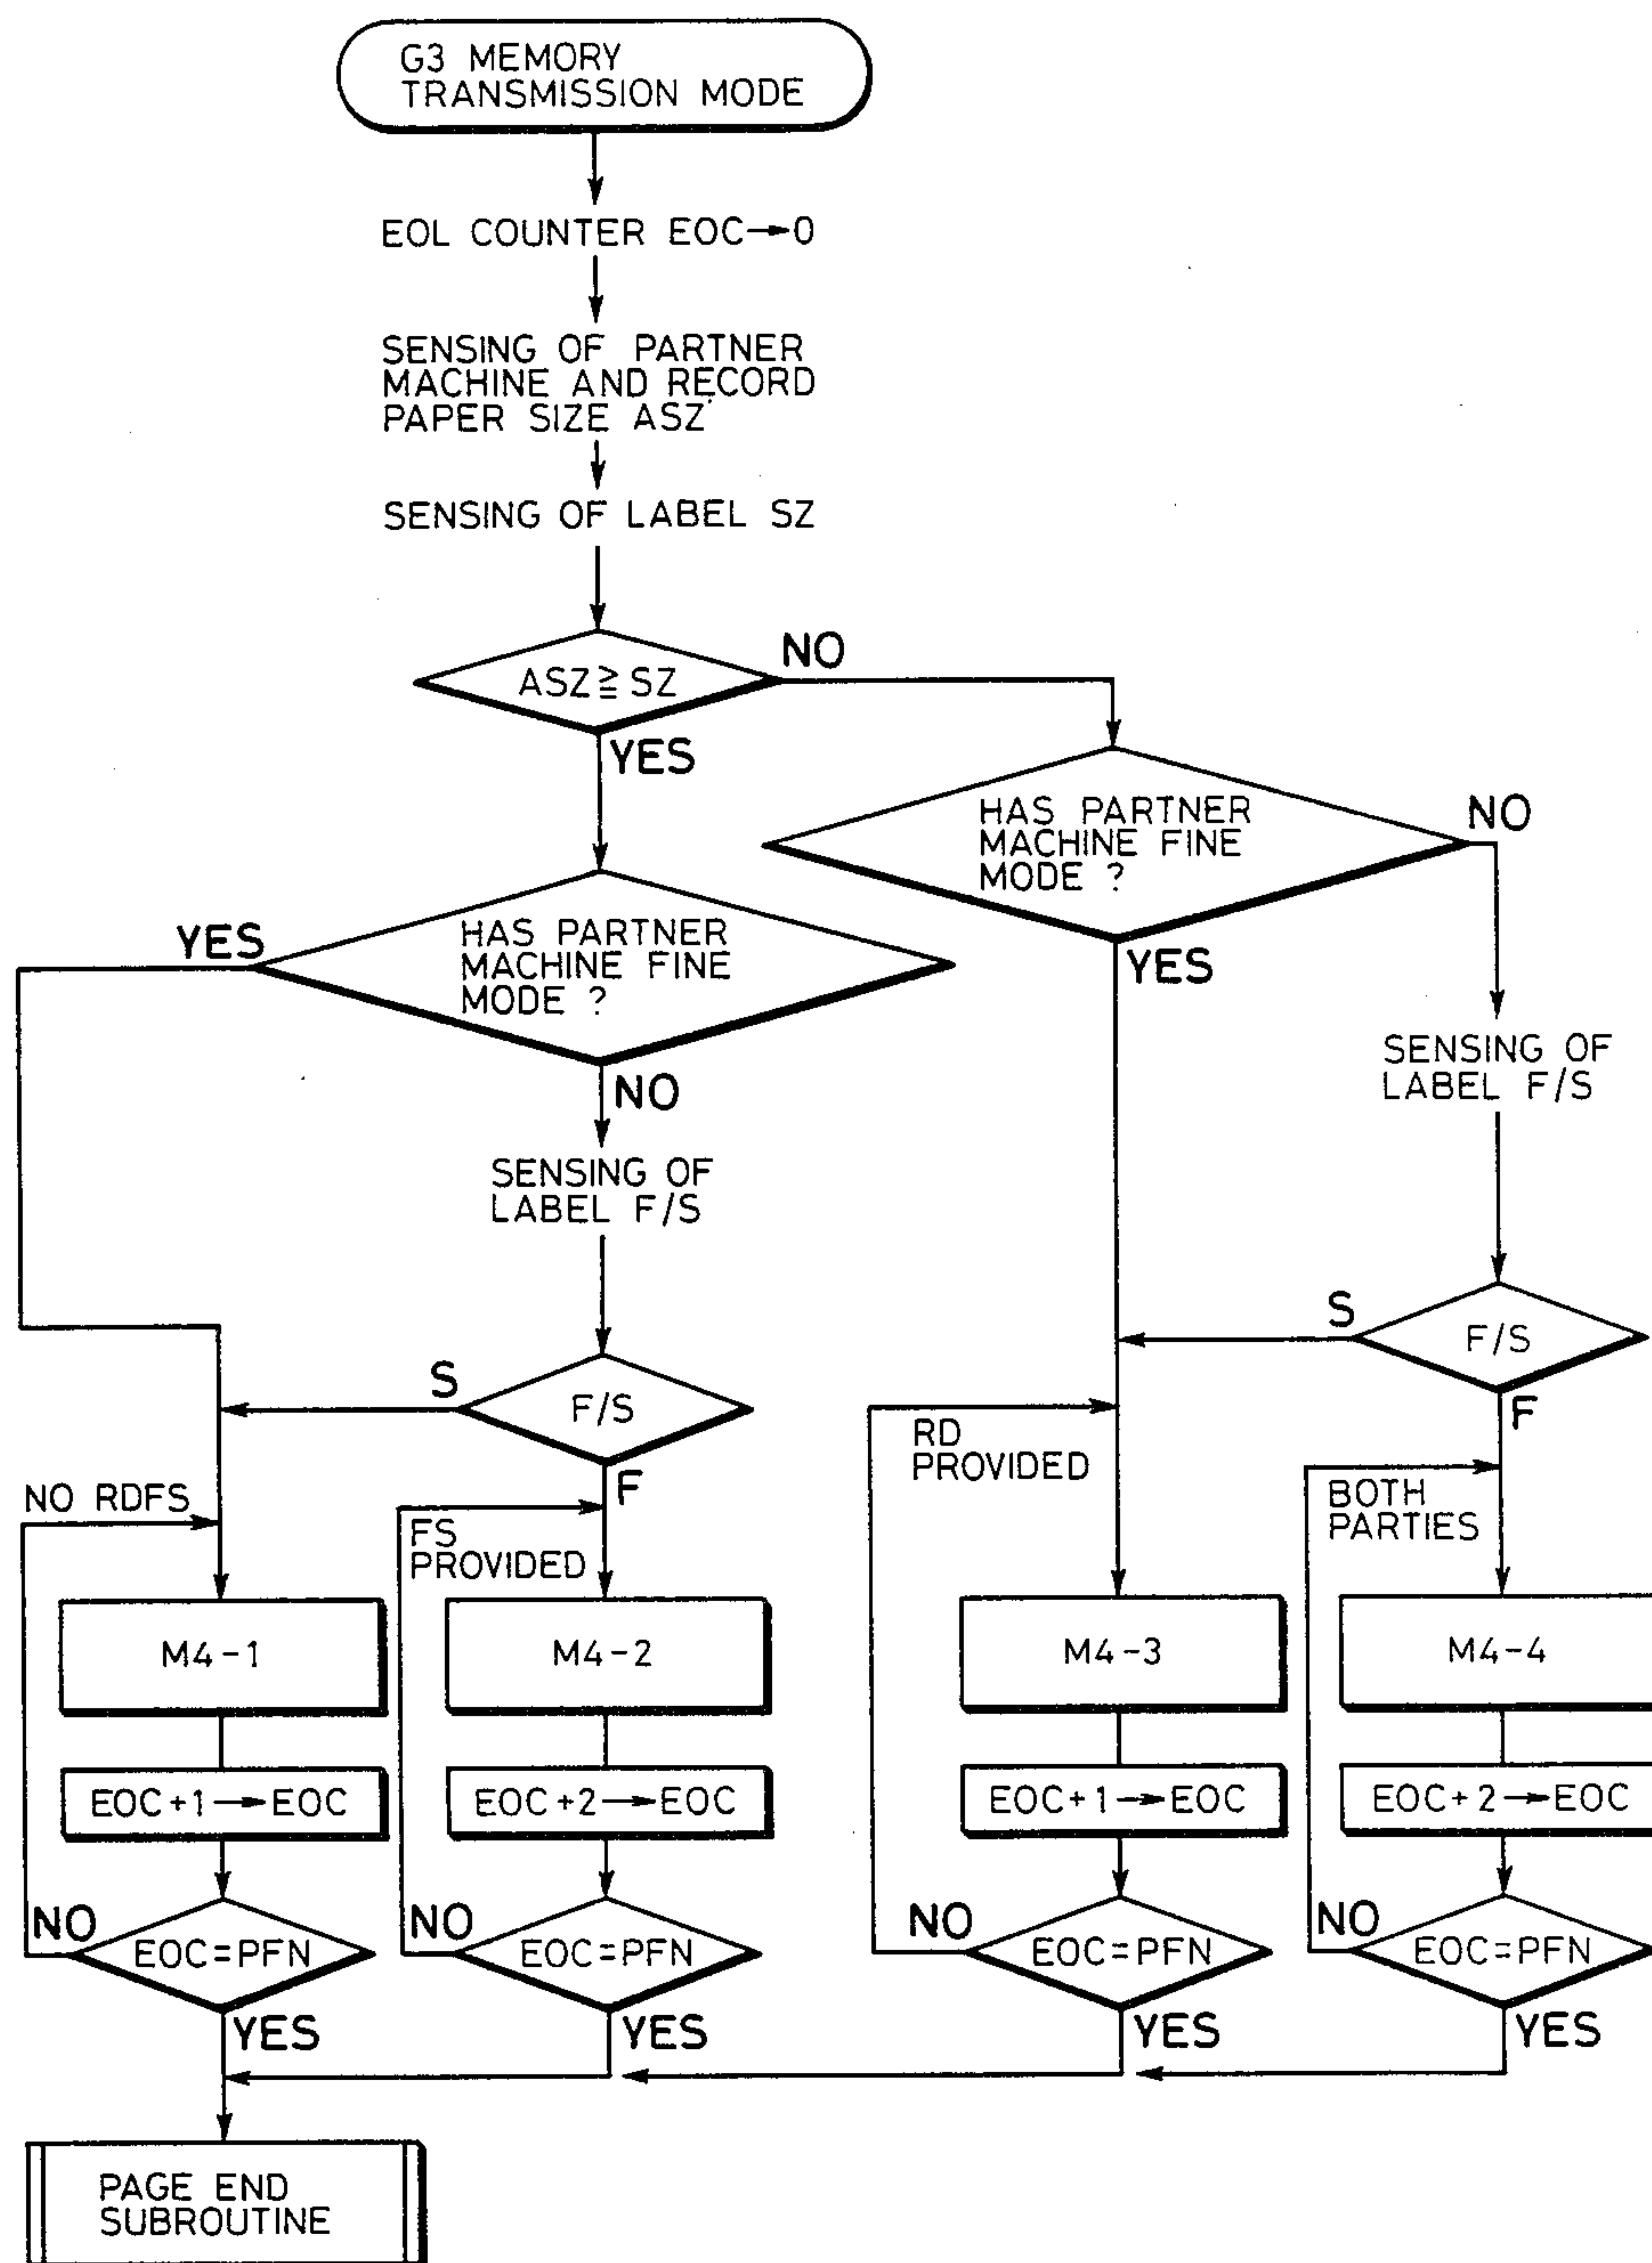 G3 MEMORY
TRANSMISSION MODE
EOL COUNTER EOC→0
SENSING OF PARTNER
MACHINE AND RECORD
PAPER SIZE ASZ
SENSING OF LABEL SZ
ASZ ≧ SZ
NO
YES
HAS PARTNER
MACHINE FINE
MODE ?
NO
YES
HAS PARTNER
MACHINE FINE
MODE ?
YES
NO
SENSING OF
LABEL F/S
SENSING OF
LABEL F/S
S
F/S
F
S
F/S
F
NO RDFS
FS
PROVIDED
RD
PROVIDED
BOTH
PARTIES
M4-1
M4-2
M4-3
M4-4
EOC+1→EOC
EOC+2→EOC
EOC+1→EOC
EOC+2→EOC
NO
EOC=PFN
YES
NO
EOC=PFN
YES
NO
EOC=PFN
YES
NO
EOC=PFN
YES
PAGE END
SUBROUTINE